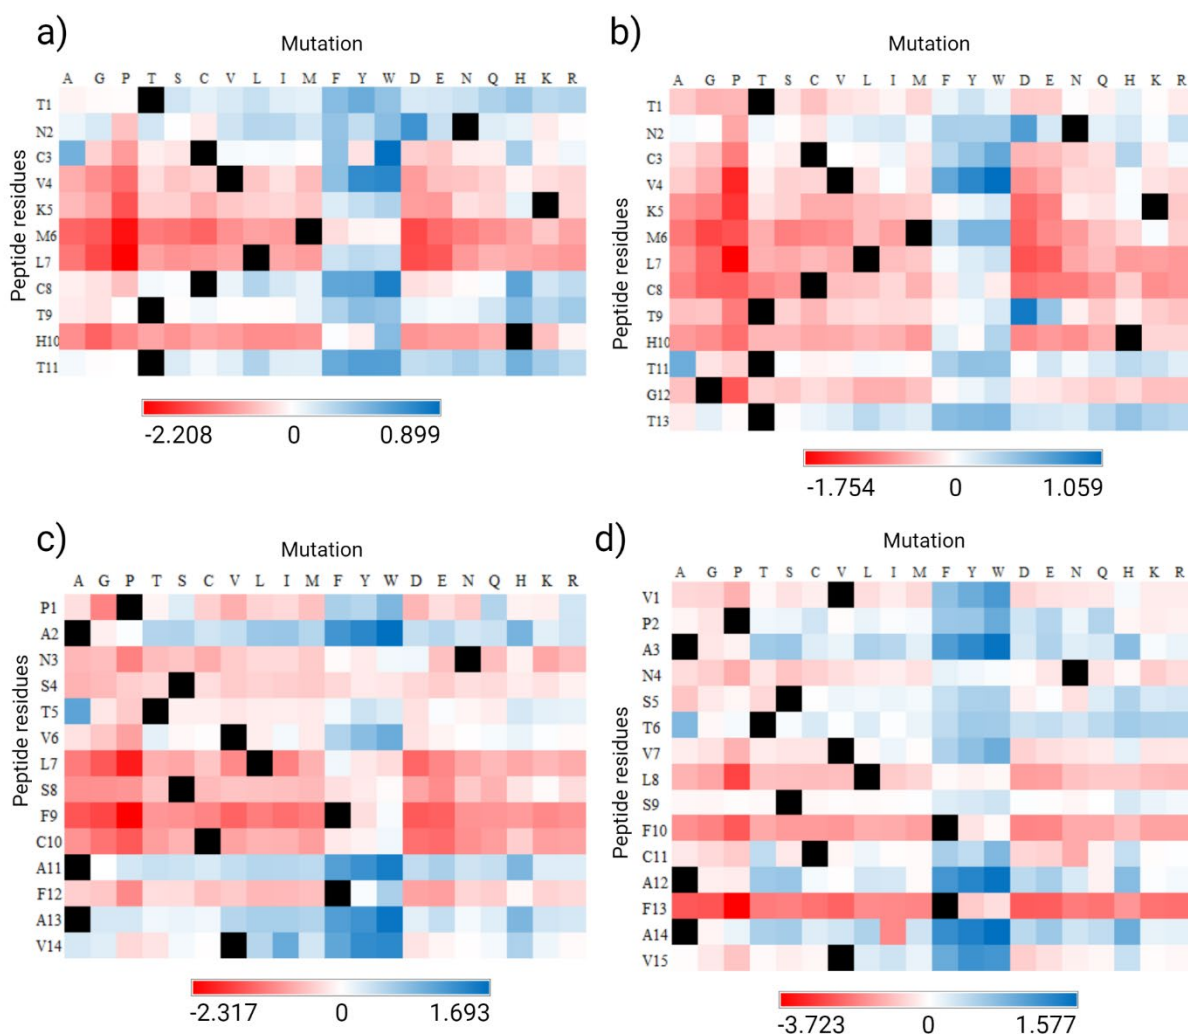 a)
Mutation
A G P T S C V L I M F Y W D E N Q H K R
Peptide residues
T1
N2
C3
V4
K5
M6
L7
C8
T9
H10
T11
-2.208 0 0.899
b)
Mutation
A G P T S C V L I M F Y W D E N Q H K R
Peptide residues
T1
N2
C3
V4
K5
M6
L7
C8
T9
H10
T11
G12
T13
-1.754 0 1.059
c)
Mutation
A G P T S C V L I M F Y W D E N Q H K R
Peptide residues
P1
A2
N3
S4
T5
V6
L7
S8
F9
C10
A11
F12
A13
V14
-2.317 0 1.693
d)
Mutation
A G P T S C V L I M F Y W D E N Q H K R
Peptide residues
V1
P2
A3
N4
S5
T6
V7
L8
S9
F10
C11
A12
F13
A14
V15
-3.723 0 1.577